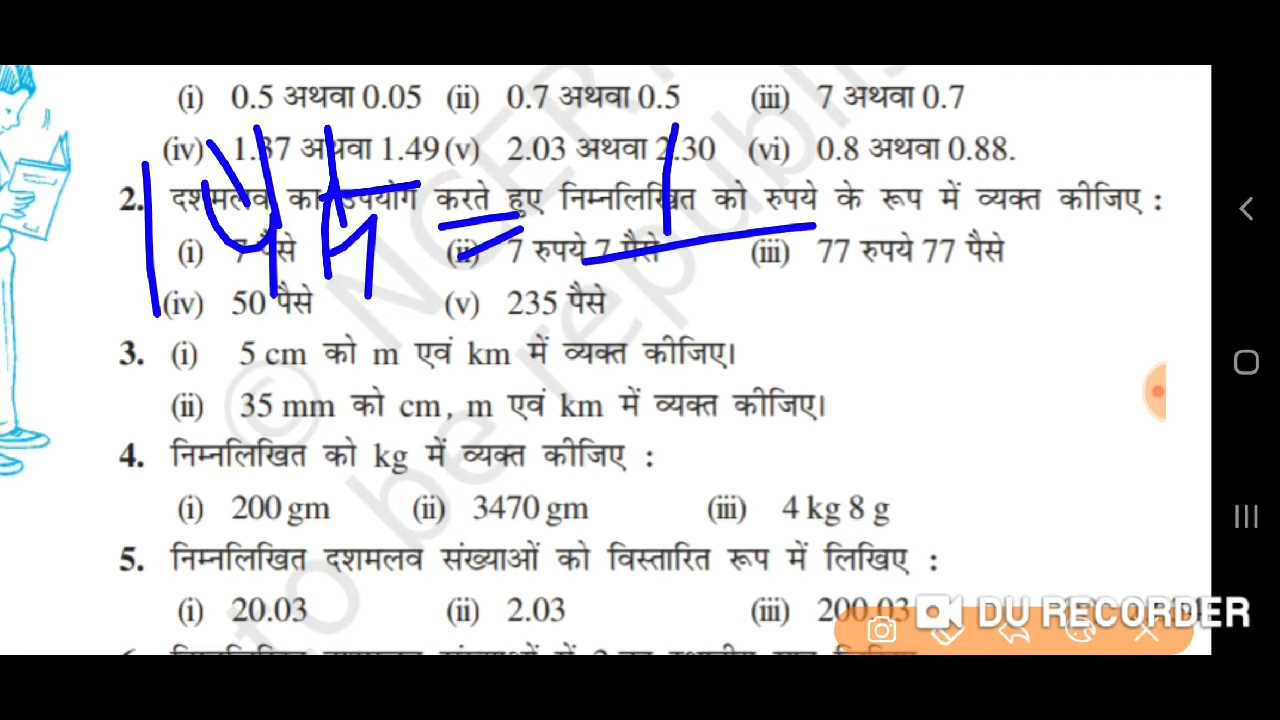 (i) 0.5 अथवा 0.05 (ii) 0.7 अथवा 0.5 (iii) 7 अथवा 0.7
(iv) 1.37 अथवा 1.49 (v) 2.03 अथवा 2.30 (vi) 0.8 अथवा 0.88.
2. दशमलव का उपयोग करते हुए निम्नलिखित को रुपये के रूप में व्यक्त कीजिए :
(i) 7 पैसे (ii) 7 रुपये 7 पैसे (iii) 77 रुपये 77 पैसे
(iv) 50 पैसे (v) 235 पैसे
3. (i) 5 cm को m एवं km में व्यक्त कीजिए।
(ii) 35 mm को cm, m एवं km में व्यक्त कीजिए।
4. निम्नलिखित को kg में व्यक्त कीजिए :
(i) 200 gm (ii) 3470 gm (iii) 4 kg 8 g
5. निम्नलिखित दशमलव संख्याओं को विस्तारित रूप में लिखिए :
(i) 20.03 (ii) 2.03 (iii) 200.03
DU RECORDER